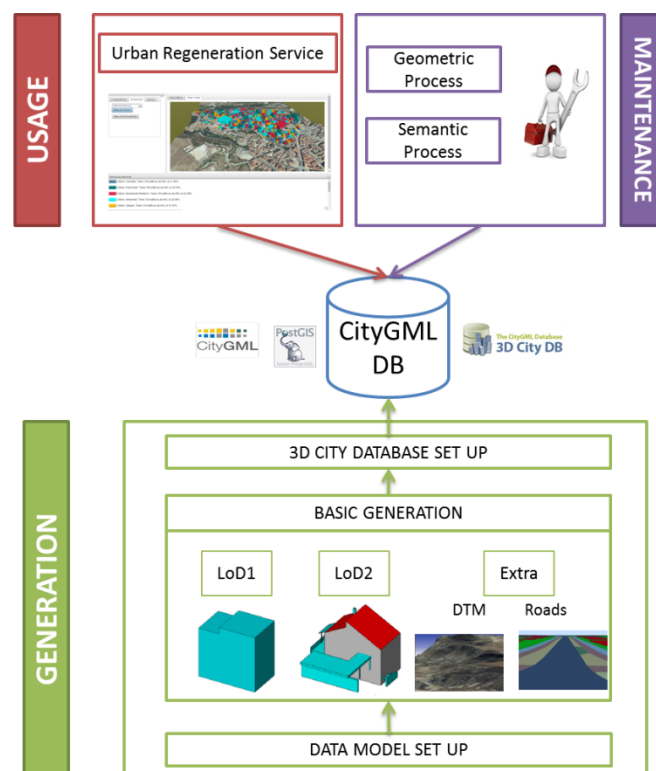 USAGE
Urban Regeneration Service
Geometric
Process
Semantic
Process
MAINTENANCE
CityGML
PostGIS
CityGML
DB
The CityGML Database
3D City DB
GENERATION
3D CITY DATABASE SET UP
BASIC GENERATION
LoD1
LoD2
Extra
DTM
Roads
DATA MODEL SET UP